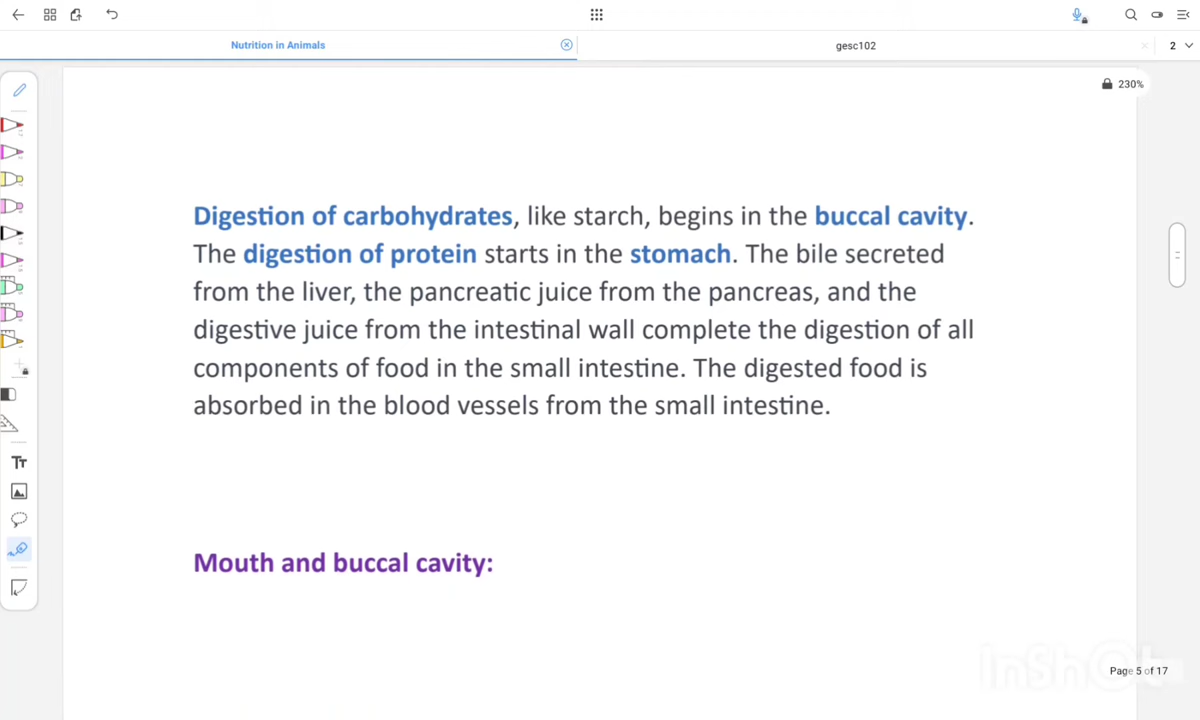 Nutrition in Animals
gesc102
2
230%
Digestion of carbohydrates, like starch, begins in the buccal cavity.
The digestion of protein starts in the stomach. The bile secreted
from the liver, the pancreatic juice from the pancreas, and the
digestive juice from the intestinal wall complete the digestion of all
components of food in the small intestine. The digested food is
absorbed in the blood vessels from the small intestine.
Tт
Mouth and buccal cavity:
InShOt
Page 5 of 17